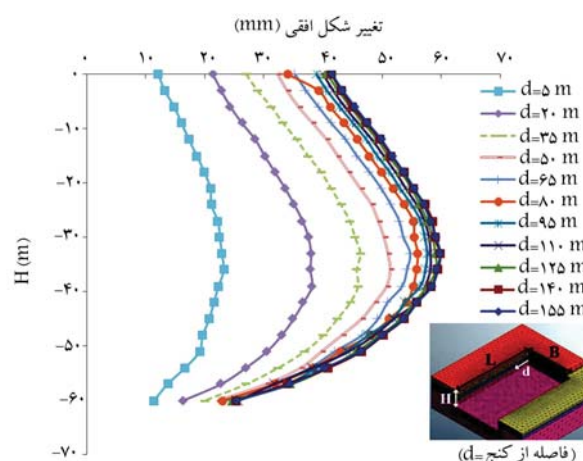 تغییر شکل افقی (mm)
۰ ۱۰ ۲۰ ۳۰ ۴۰ ۵۰ ۶۰ ۷۰
۰
-۱۰
-۲۰
-۳۰
-۴۰
-۵۰
-۶۰
-۷۰
H (m)
d=۵ m
d=۲۰ m
d=۳۵ m
d=۵۰ m
d=۶۵ m
d=۸۰ m
d=۹۵ m
d=۱۱۰ m
d=۱۲۵ m
d=۱۴۰ m
d=۱۵۵ m
L
B
d
H
(فاصله از کنج=d)